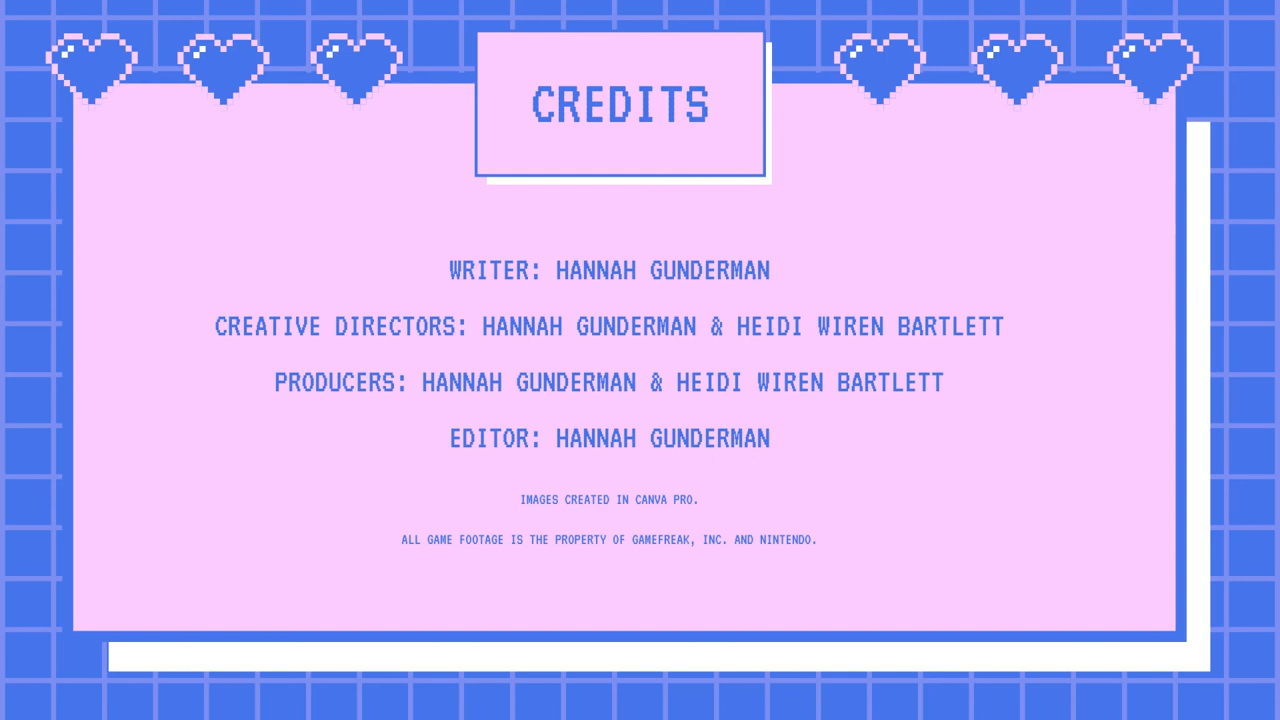 CREDITS
WRITER: HANNAH GUNDERMAN
CREATIVE DIRECTORS: HANNAH GUNDERMAN & HEIDI WIREN BARTLETT
PRODUCERS: HANNAH GUNDERMAN & HEIDI WIREN BARTLETT
EDITOR: HANNAH GUNDERMAN
IMAGES CREATED IN CANVA PRO.
ALL GAME FOOTAGE IS THE PROPERTY OF GAMEFREAK, INC. AND NINTENDO.